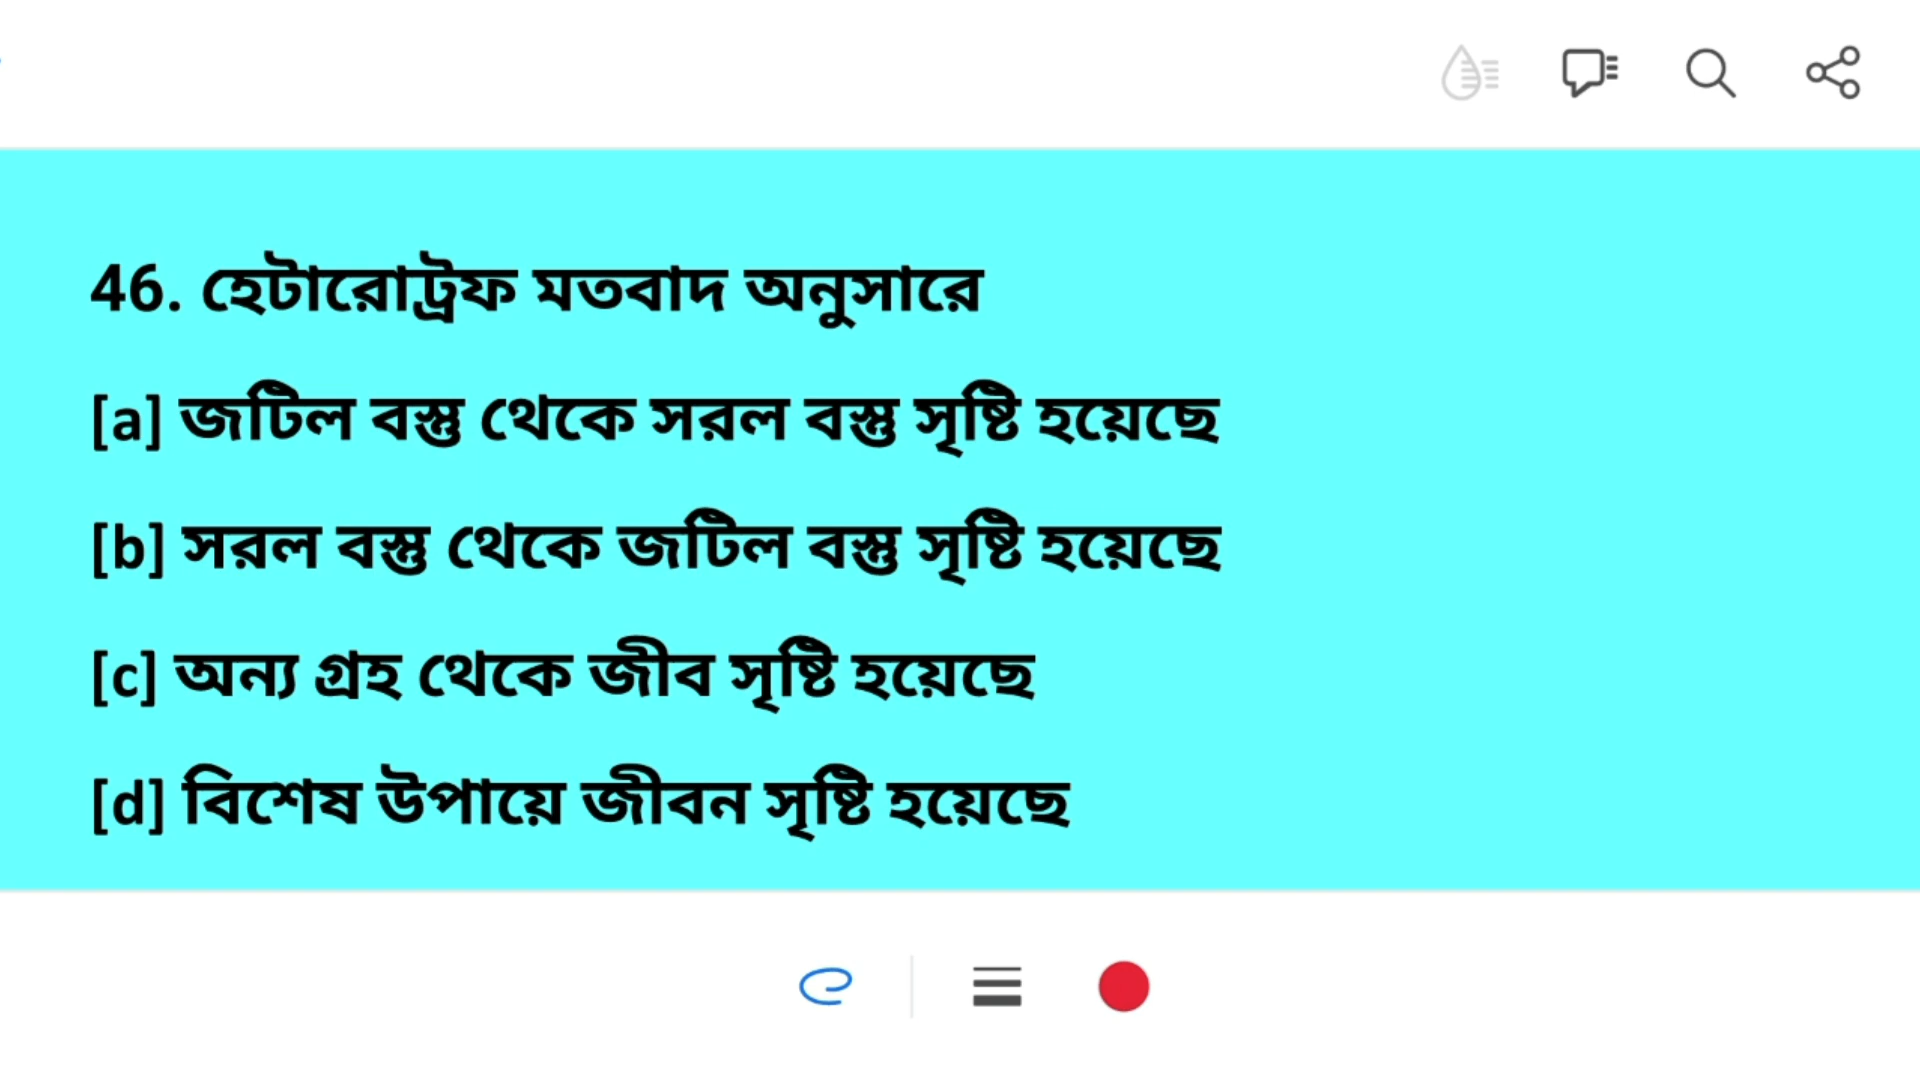 46. হেটারোট্রফ মতবাদ অনুসারে
[a] জটিল বস্তু থেকে সরল বস্তু সৃষ্টি হয়েছে
[b] সরল বস্তু থেকে জটিল বস্তু সৃষ্টি হয়েছে
[c] অন্য গ্রহ থেকে জীব সৃষ্টি হয়েছে
[d] বিশেষ উপায়ে জীবন সৃষ্টি হয়েছে